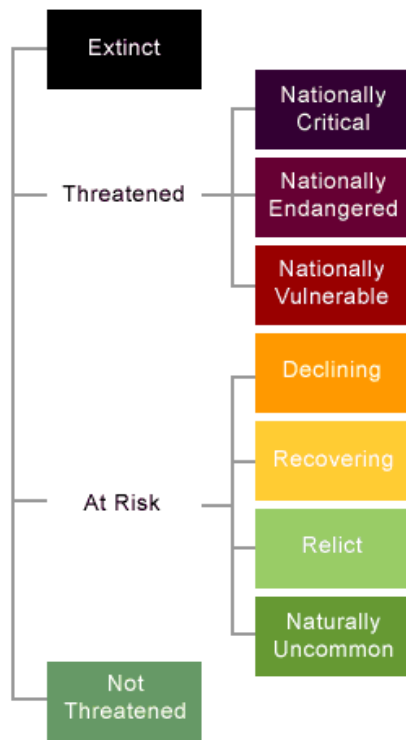 Extinct
Nationally
Critical
Threatened
Nationally
Endangered
Nationally
Vulnerable
Declining
Recovering
At Risk
Relict
Naturally
Uncommon
Not
Threatened